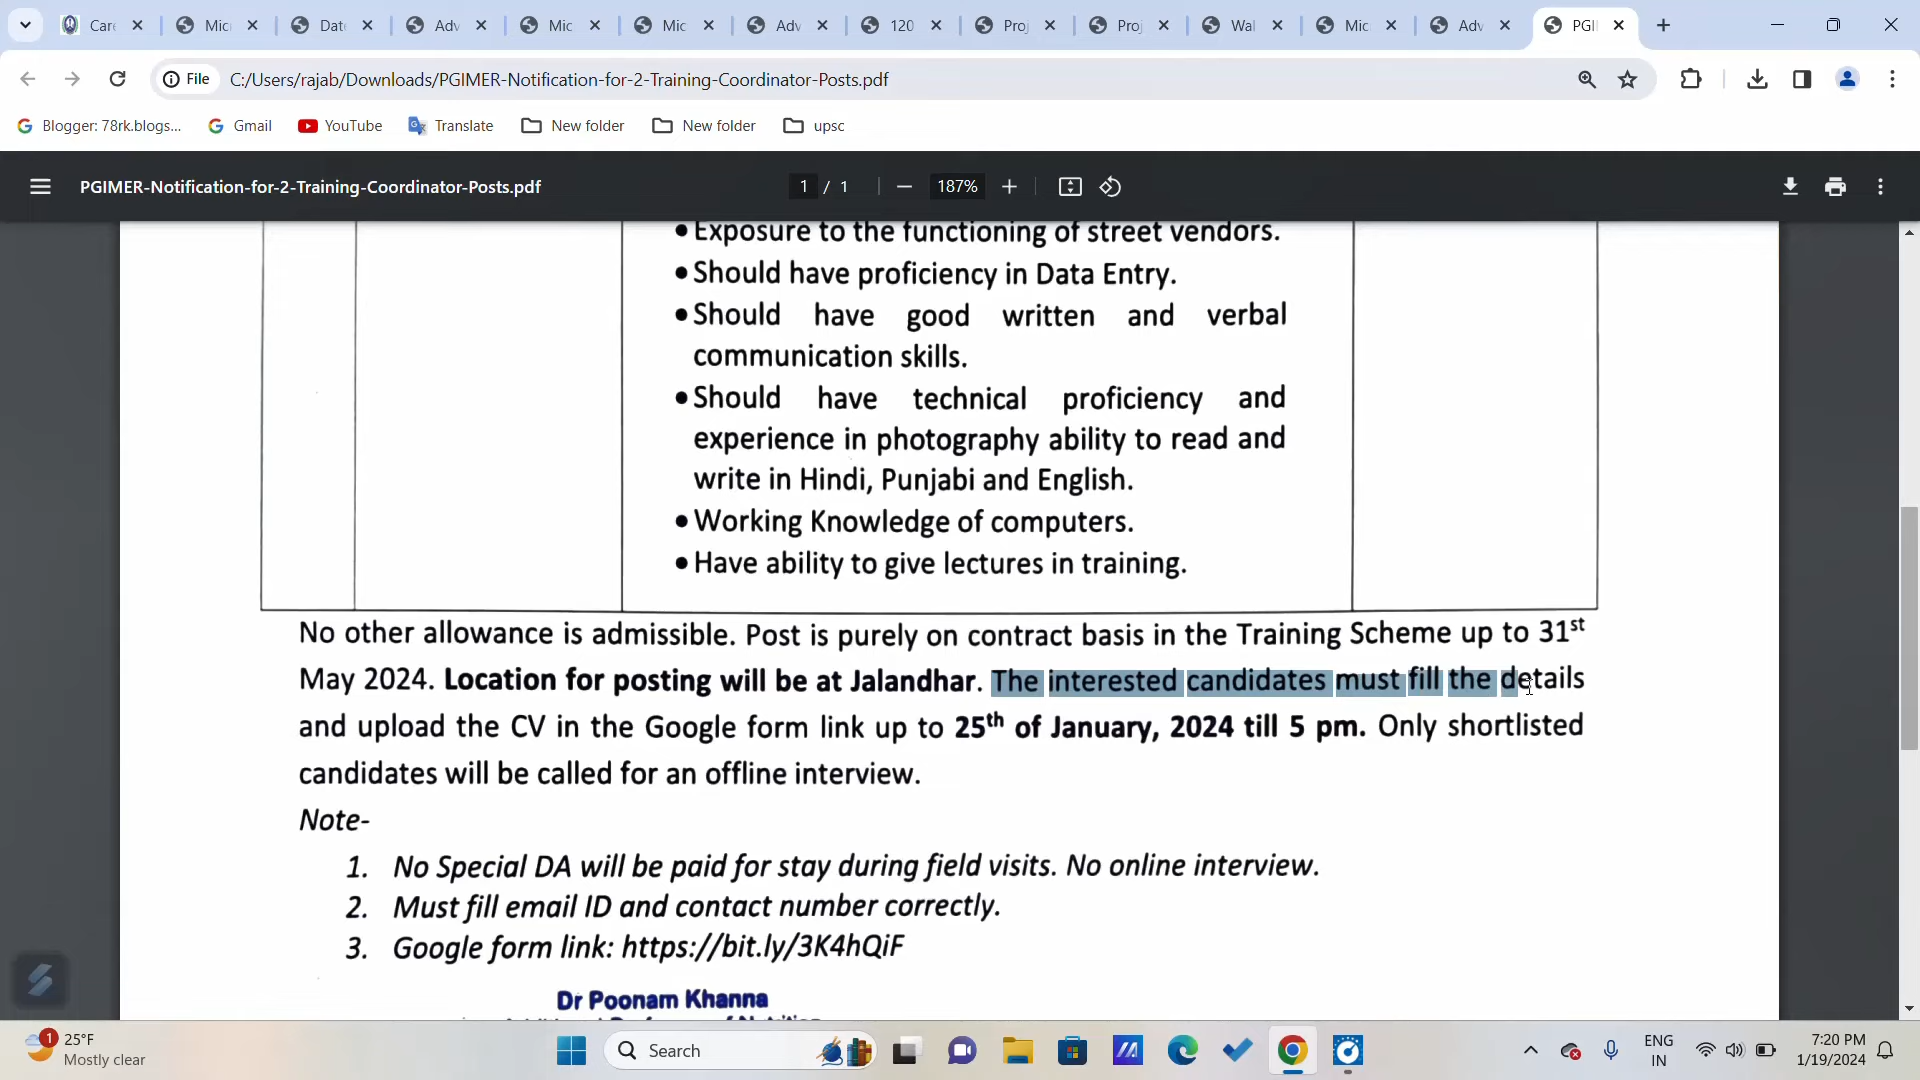 Care
Mic
Date
Adv
Mic
Mic
Adv
120
Proj
Proj
Wal
Mic
Adv
PGI
File
C:/Users/rajab/Downloads/PGIMER-Notification-for-2-Training-Coordinator-Posts.pdf
Blogger: 78rk.blogs...
Gmail
YouTube
Translate
New folder
New folder
upsc
PGIMER-Notification-for-2-Training-Coordinator-Posts.pdf
1 / 1
187%
• Exposure to the functioning of street vendors.
• Should have proficiency in Data Entry.
• Should have good written and verbal
communication skills.
• Should have technical proficiency and
experience in photography ability to read and
write in Hindi, Punjabi and English.
• Working Knowledge of computers.
• Have ability to give lectures in training.
No other allowance is admissible. Post is purely on contract basis in the Training Scheme up to 31st
May 2024. Location for posting will be at Jalandhar. The interested candidates must fill the details
and upload the CV in the Google form link up to 25th of January, 2024 till 5 pm. Only shortlisted
candidates will be called for an offline interview.
Note-
1. No Special DA will be paid for stay during field visits. No online interview.
2. Must fill email ID and contact number correctly.
3. Google form link: https://bit.ly/3K4hQiF
Dr Poonam Khanna
1
25°F
Mostly clear
Search
ENG
IN
7:20 PM
1/19/2024